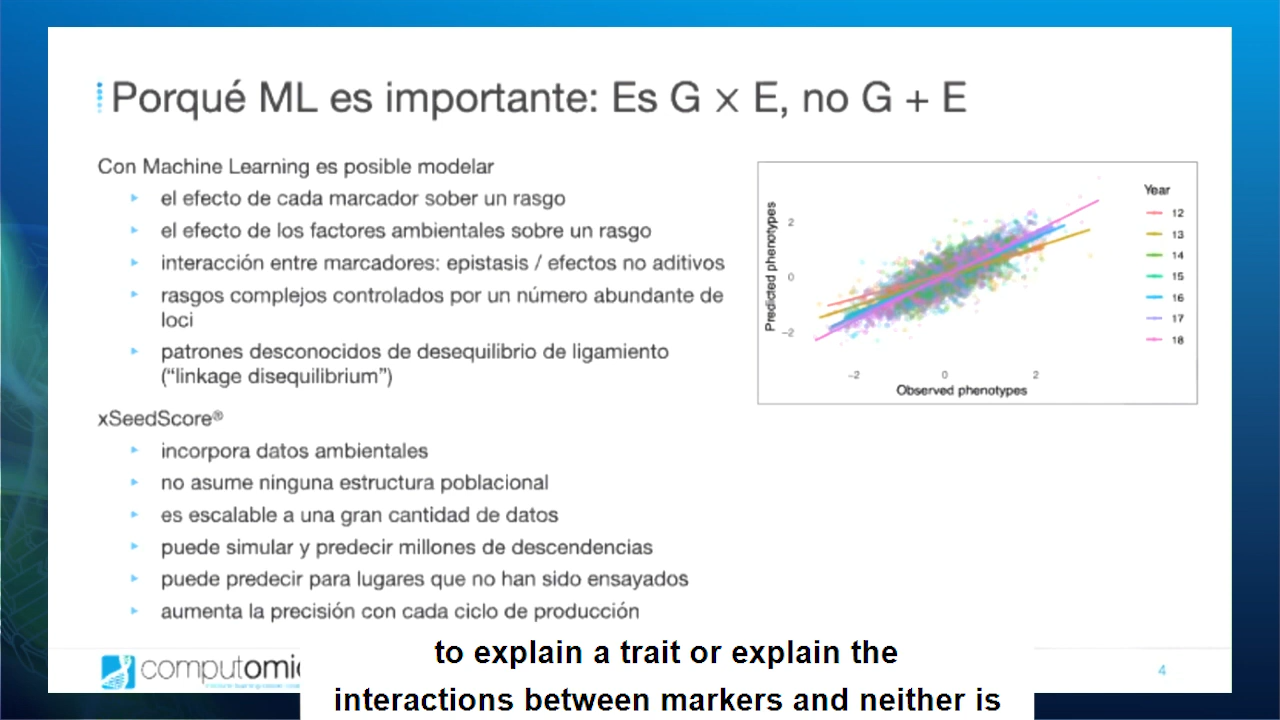 Porqué ML es importante: Es G x E, no G + E
Con Machine Learning es posible modelar
el efecto de cada marcador sober un rasgo
el efecto de los factores ambientales sobre un rasgo
interacción entre marcadores: epistasis / efectos no aditivos
rasgos complejos controlados por un número abundante de
loci
patrones desconocidos de desequilibrio de ligamiento
(“linkage disequilibrium”)
xSeedScore®
incorpora datos ambientales
no asume ninguna estructura poblacional
es escalable a una gran cantidad de datos
puede simular y predecir millones de descendencias
puede predecir para lugares que no han sido ensayados
aumenta la precisión con cada ciclo de producción
Predicted phenotypes
2
0
−2
−2 0 2
Observed phenotypes
Year
12
13
14
15
16
17
18
computomic
4
to explain a trait or explain the
interactions between markers and neither is